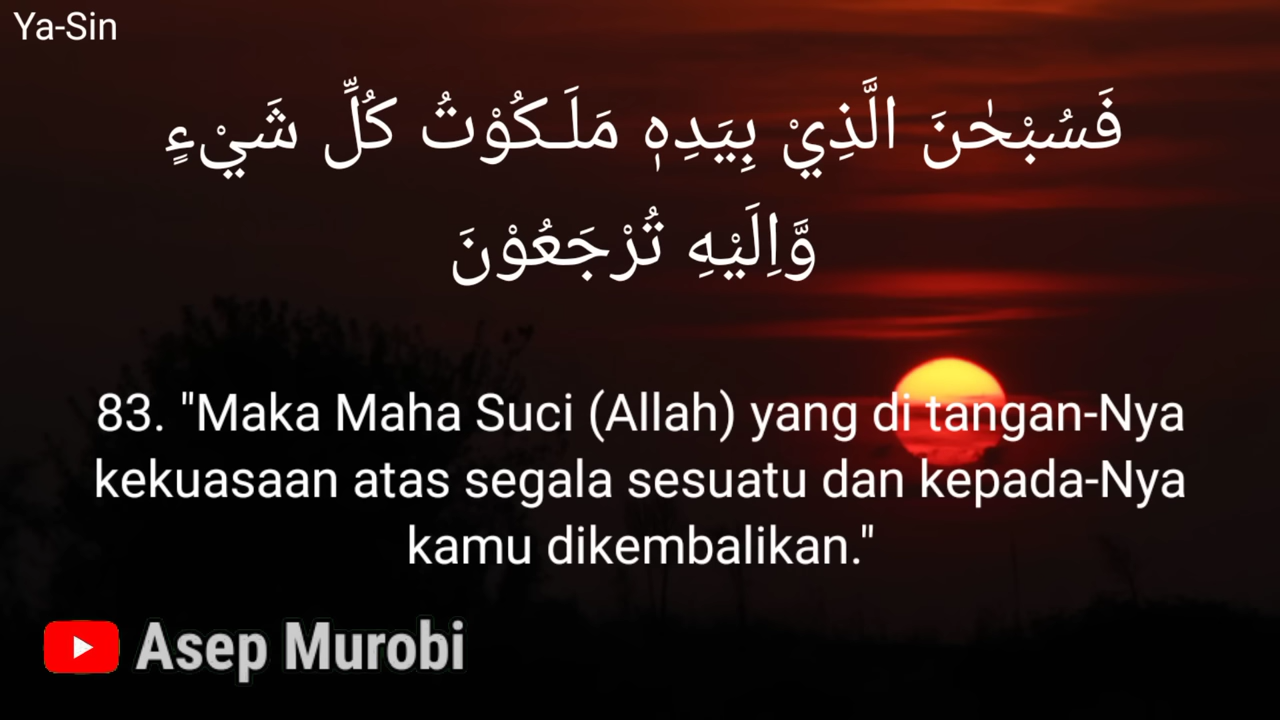 Ya-Sin
فَسُبْحٰنَ الَّذِيْ بِيَدِهٖ مَلَـكُوْتُ كُلِّ شَيْءٍ
وَّاِلَيْهِ تُرْجَعُوْنَ
83. "Maka Maha Suci (Allah) yang di tangan-Nya
kekuasaan atas segala sesuatu dan kepada-Nya
kamu dikembalikan."
Asep Murobi